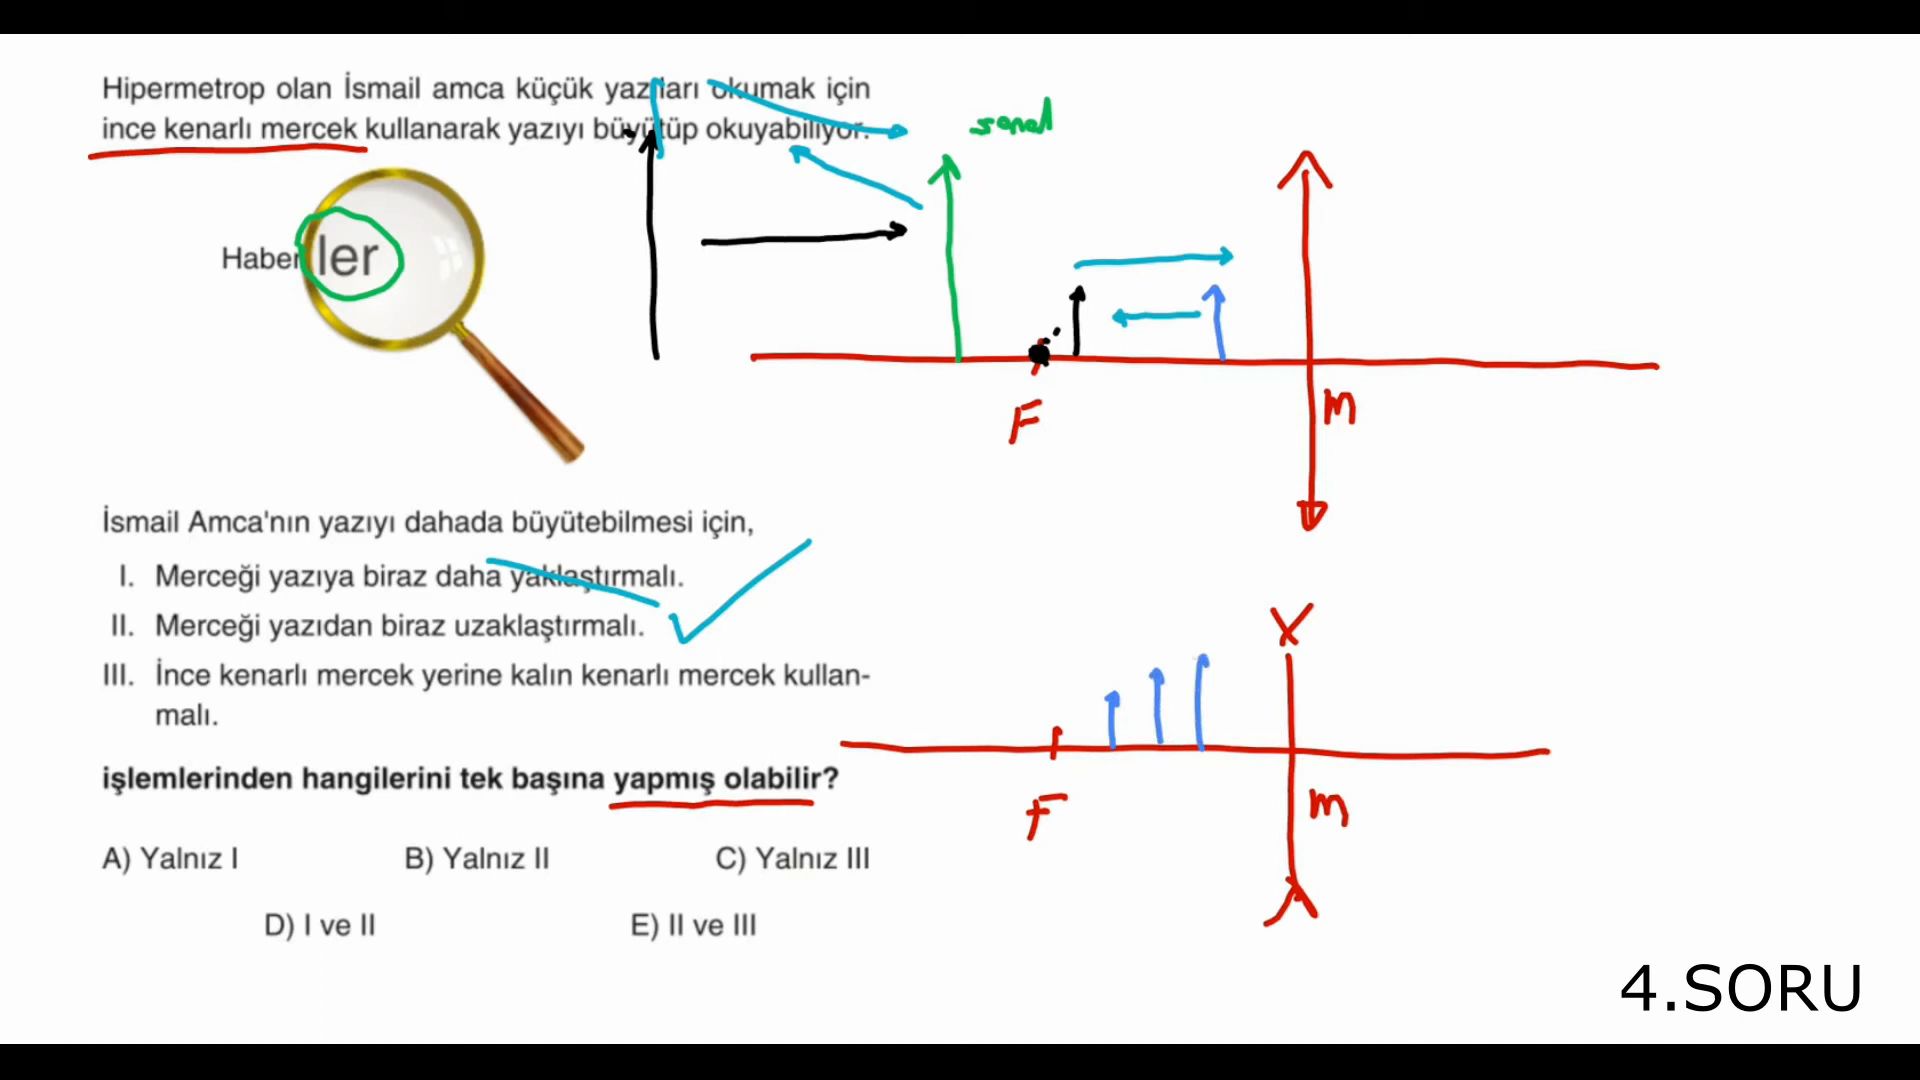 Hipermetrop olan İsmail amca küçük yazıları okumak için
ince kenarlı mercek kullanarak yazıyı büyütüp okuyabiliyor.
sanal
Haberler
F
M
İsmail Amca'nın yazıyı dahada büyütebilmesi için,
I. Merceği yazıya biraz daha yaklaştırmalı.
II. Merceği yazıdan biraz uzaklaştırmalı.
III. İnce kenarlı mercek yerine kalın kenarlı mercek kullan-
malı.
işlemlerinden hangilerini tek başına yapmış olabilir?
F
m
A) Yalnız I B) Yalnız II C) Yalnız III
D) I ve II E) II ve III
4.SORU